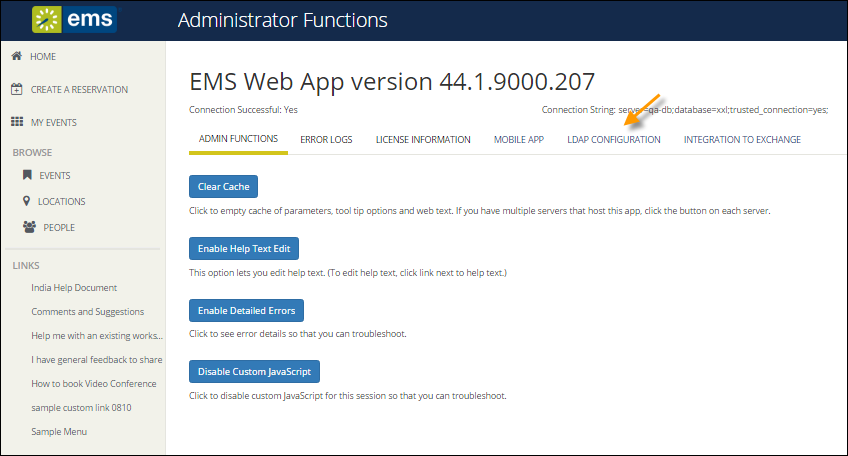 ems
Administrator Functions
HOME
CREATE A RESERVATION
MY EVENTS
BROWSE
EVENTS
LOCATIONS
PEOPLE
LINKS
India Help Document
Comments and Suggestions
Help me with an existing works...
I have general feedback to share
How to book Video Conference
sample custom link 0810
Sample Menu
EMS Web App version 44.1.9000.207
Connection Successful: Yes
Connection String: =qa-db;database=xxl;trusted_connection=yes;
ADMIN FUNCTIONS ERROR LOGS LICENSE INFORMATION MOBILE APP LDAP CONFIGURATION INTEGRATION TO EXCHANGE
Clear Cache
Click to empty cache of parameters, tool tip options and web text. If you have multiple servers that host this app, click the button on each server.
Enable Help Text Edit
This option lets you edit help text. (To edit help text, click link next to help text.)
Enable Detailed Errors
Click to see error details so that you can troubleshoot.
Disable Custom JavaScript
Click to disable custom JavaScript for this session so that you can troubleshoot.